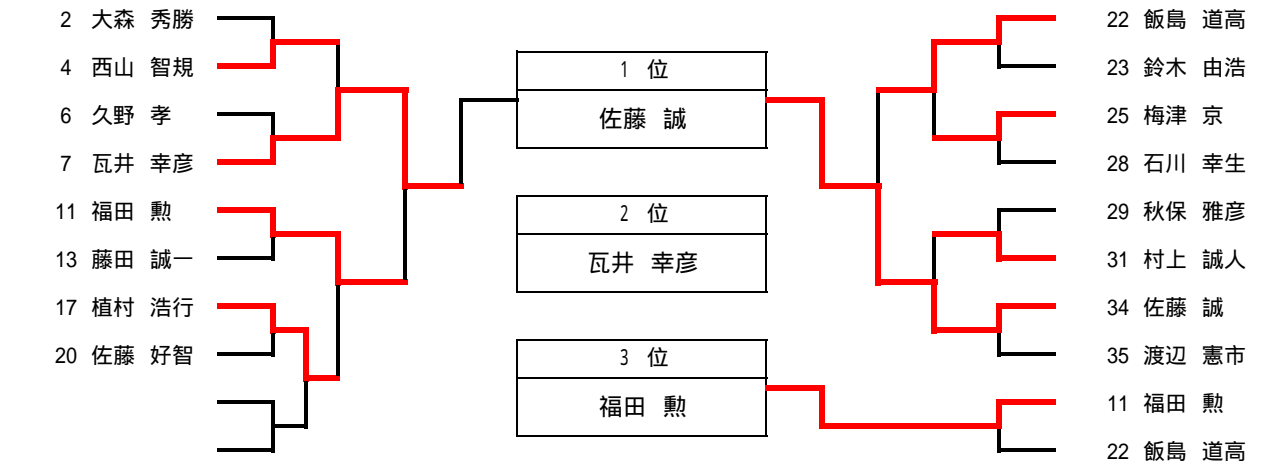 2 大森 秀勝
4 西山 智規
6 久野 孝
7 瓦井 幸彦
11 福田 勲
13 藤田 誠一
17 植村 浩行
20 佐藤 好智
1 位
佐藤 誠
2 位
瓦井 幸彦
3 位
福田 勲
22 飯島 道高
23 鈴木 由浩
25 梅津 京
28 石川 幸生
29 秋保 雅彦
31 村上 誠人
34 佐藤 誠
35 渡辺 憲市
11 福田 勲
22 飯島 道高